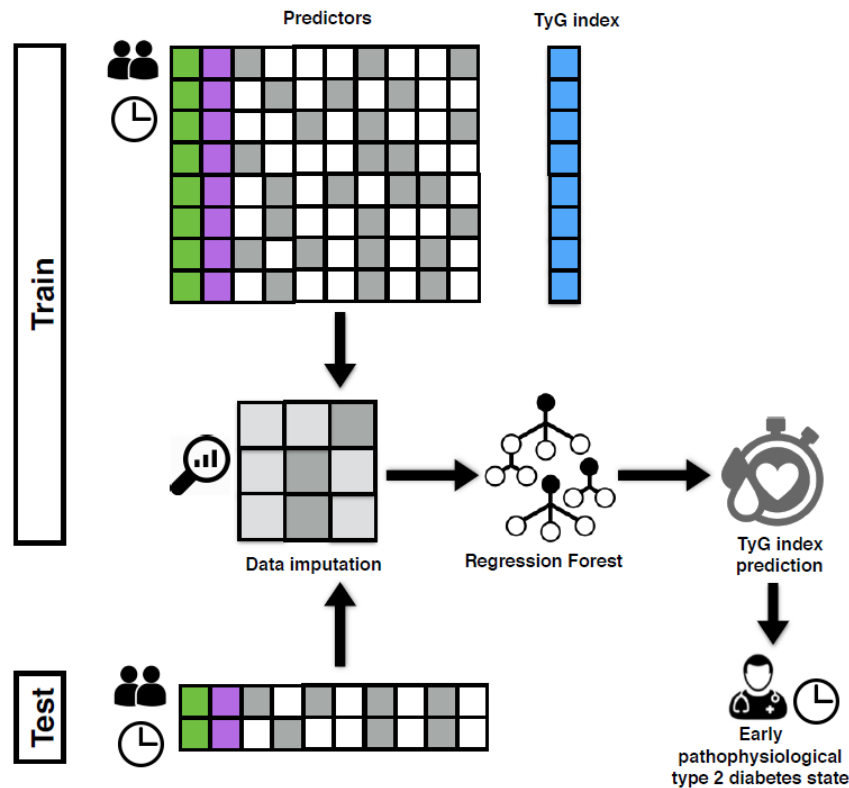 Predictors
TyG index
Train
Data imputation
Regression Forest
TyG index
prediction
Test
Early
pathophysiological
type 2 diabetes state